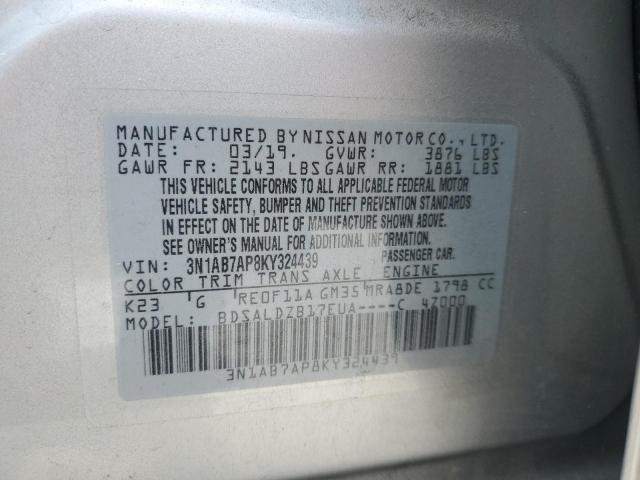 MANUFACTURED BY NISSAN MOTOR CO., LTD.
DATE: 03/19. GVWR: 3876 LBS
GAWR FR: 2143 LBS GAWR RR: 1881 LBS
THIS VEHICLE CONFORMS TO ALL APPLICABLE FEDERAL MOTOR
VEHICLE SAFETY, BUMPER AND THEFT PREVENTION STANDARDS
IN EFFECT ON THE DATE OF MANUFACTURE SHOWN ABOVE.
SEE OWNER'S MANUAL FOR ADDITIONAL INFORMATION.
VIN: 3N1AB7AP8KY324439 PASSENGER CAR.
COLOR TRIM TRANS AXLE ENGINE
K23 G RE0F11A GM35 MRA8DE 1798 CC
MODEL: BDSALDZB17EUA----C 47000
3N1AB7AP8KY324439